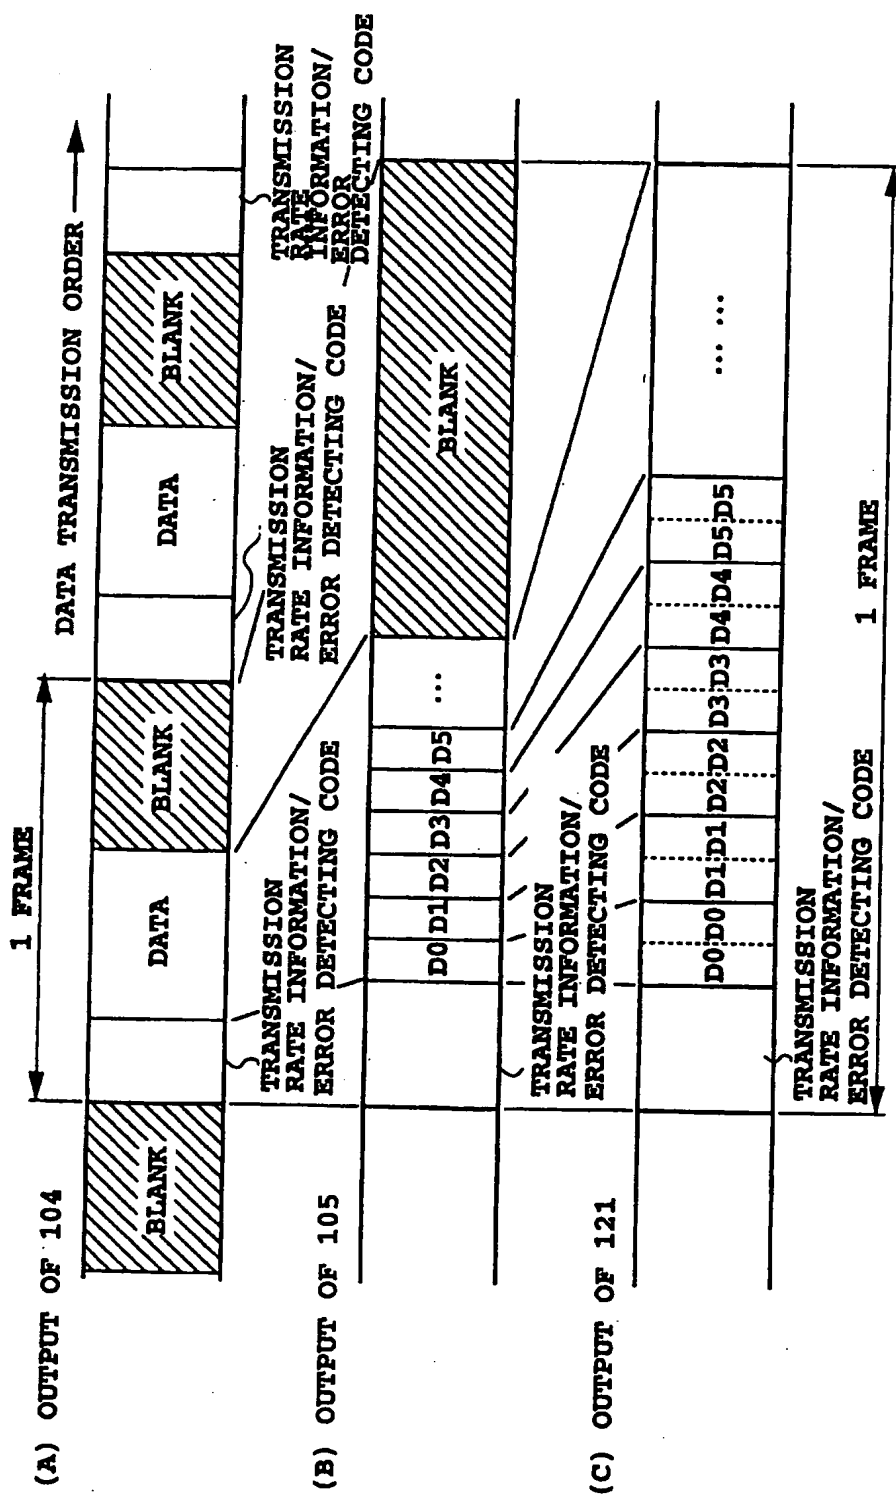 (A) OUTPUT OF 104
1 FRAME
DATA TRANSMISSION ORDER
BLANK
DATA
BLANK
DATA
BLANK
TRANSMISSION
RATE INFORMATION/
ERROR DETECTING CODE
TRANSMISSION
RATE INFORMATION/
ERROR DETECTING CODE
TRANSMISSION
RATE
INFORMATION/
ERROR
DETECTING CODE
(B) OUTPUT OF 105
D0 D1 D2 D3 D4 D5 ...
BLANK
TRANSMISSION
RATE INFORMATION/
ERROR DETECTING CODE
(C) OUTPUT OF 121
D0 D0 D1 D1 D2 D2 D3 D3 D4 D4 D5 D5 ... ...
TRANSMISSION
RATE INFORMATION/
ERROR DETECTING CODE
1 FRAME